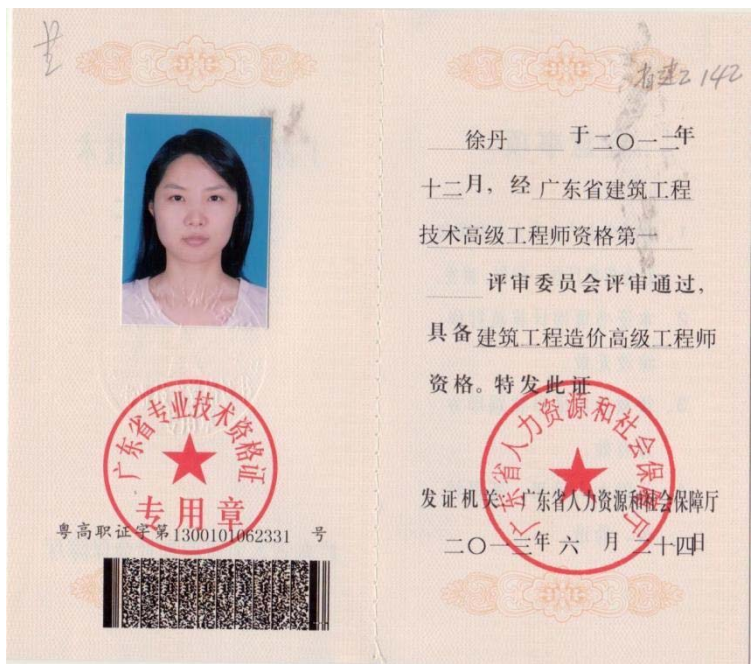 广东省专业技术资格证
专用章
粤高职证字第1300101062331 号
省建工142
徐丹 于二〇一二年
十二月，经广东省建筑工程
技术高级工程师资格第一
评审委员会评审通过，
具备建筑工程造价高级工程师
资格。特发此证
广东省人力资源和社会保障厅
发证机关 广东省人力资源和社会保障厅
二〇一三年六月二十四日